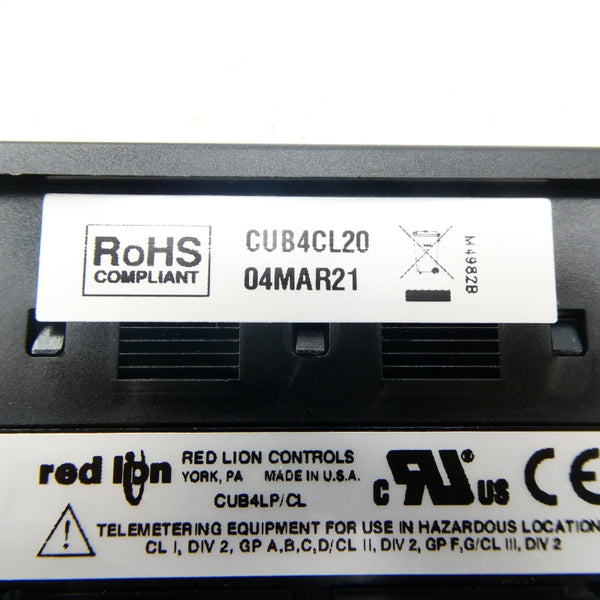 RoHS
COMPLIANT
CUB4CL20
04MAR21
M4982B
red lion
RED LION CONTROLS
YORK, PA MADE IN U.S.A.
CUB4LP/CL
c RU US CE
TELEMETERING EQUIPMENT FOR USE IN HAZARDOUS LOCATION
CL I, DIV 2, GP A,B,C,D/CL II, DIV 2, GP F,G/CL III, DIV 2